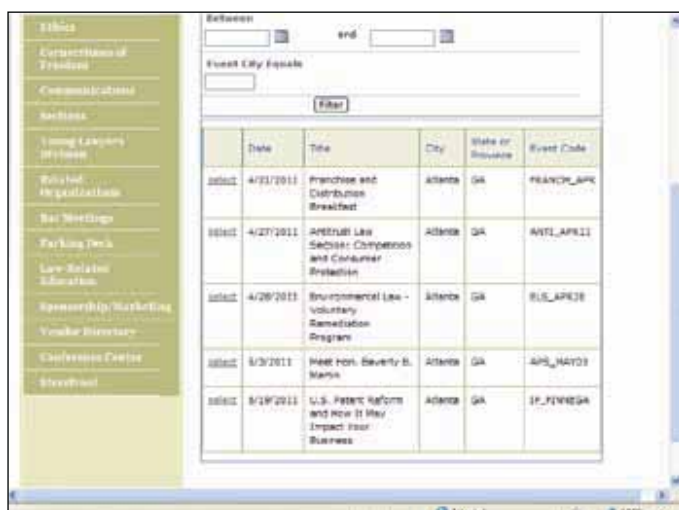 Ethics
Cornerstones of
Freedom
Communications
Sections
Young Lawyers
Division
Related
Organizations
Bar Meetings
Parking Deck
Law-Related
Education
Sponsorship/Marketing
Vendor Directory
Conference Center
Storefront
Between
and
Event City Equals
Filter
Date Title City State or Province Event Code
select 4/21/2011 Franchise and Atlanta GA
Distribution
Breakfast
select 4/27/2011 Antitrust Law Atlanta GA ANTI_APR11
Section: Competition
and Consumer
Protection
select 4/28/2011 Environmental Law - Atlanta GA
Voluntary
Remediation
Program
select 5/3/2011 Meet Hon. Beverly B. Atlanta GA APS_MAY03
Martin
select 5/19/2011 U.S. Patent Reform Atlanta GA IP_FINNEGA
and How It May
Impact Your
Business